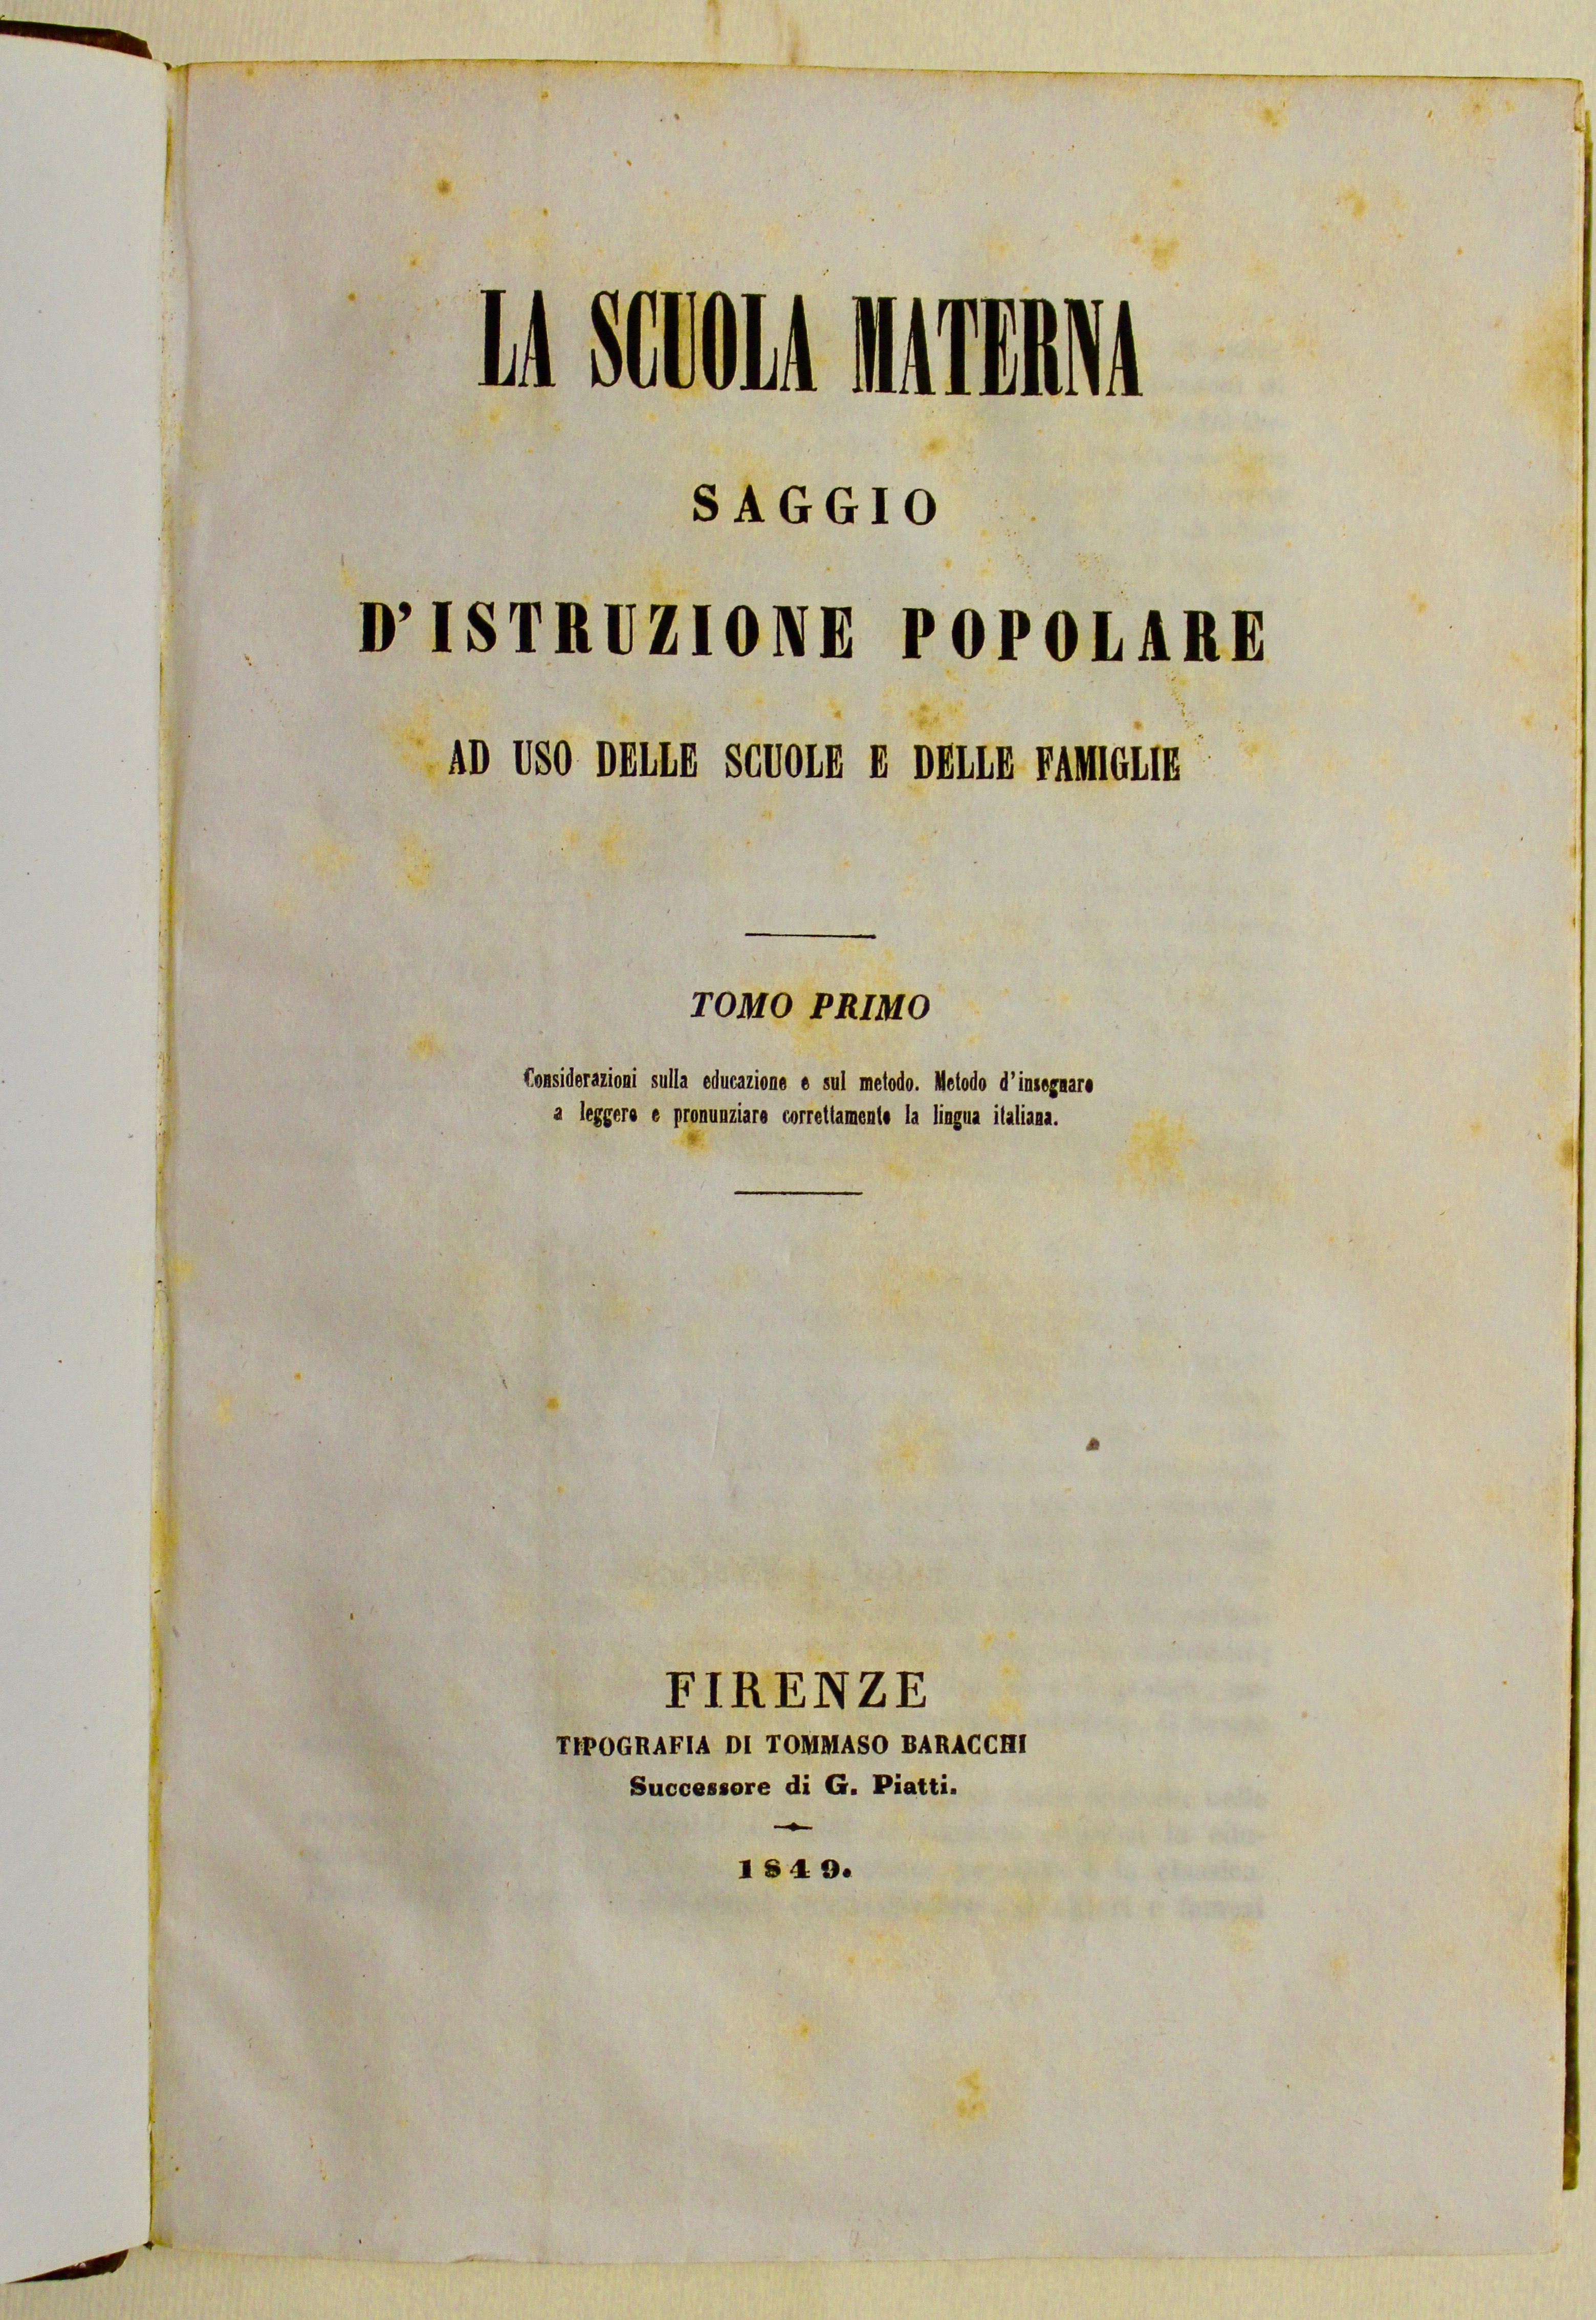 LA SCUOLA MATERNA
SAGGIO
D'ISTRUZIONE POPOLARE
AD USO DELLE SCUOLE E DELLE FAMIGLIE
TOMO PRIMO
Considerazioni sulla educazione e sul metodo. Metodo d'insegnare
a leggere e pronunziare correttamente la lingua italiana.
FIRENZE
TIPOGRAFIA DI TOMMASO BARACCHI
Successore di G. Piatti.
1849.